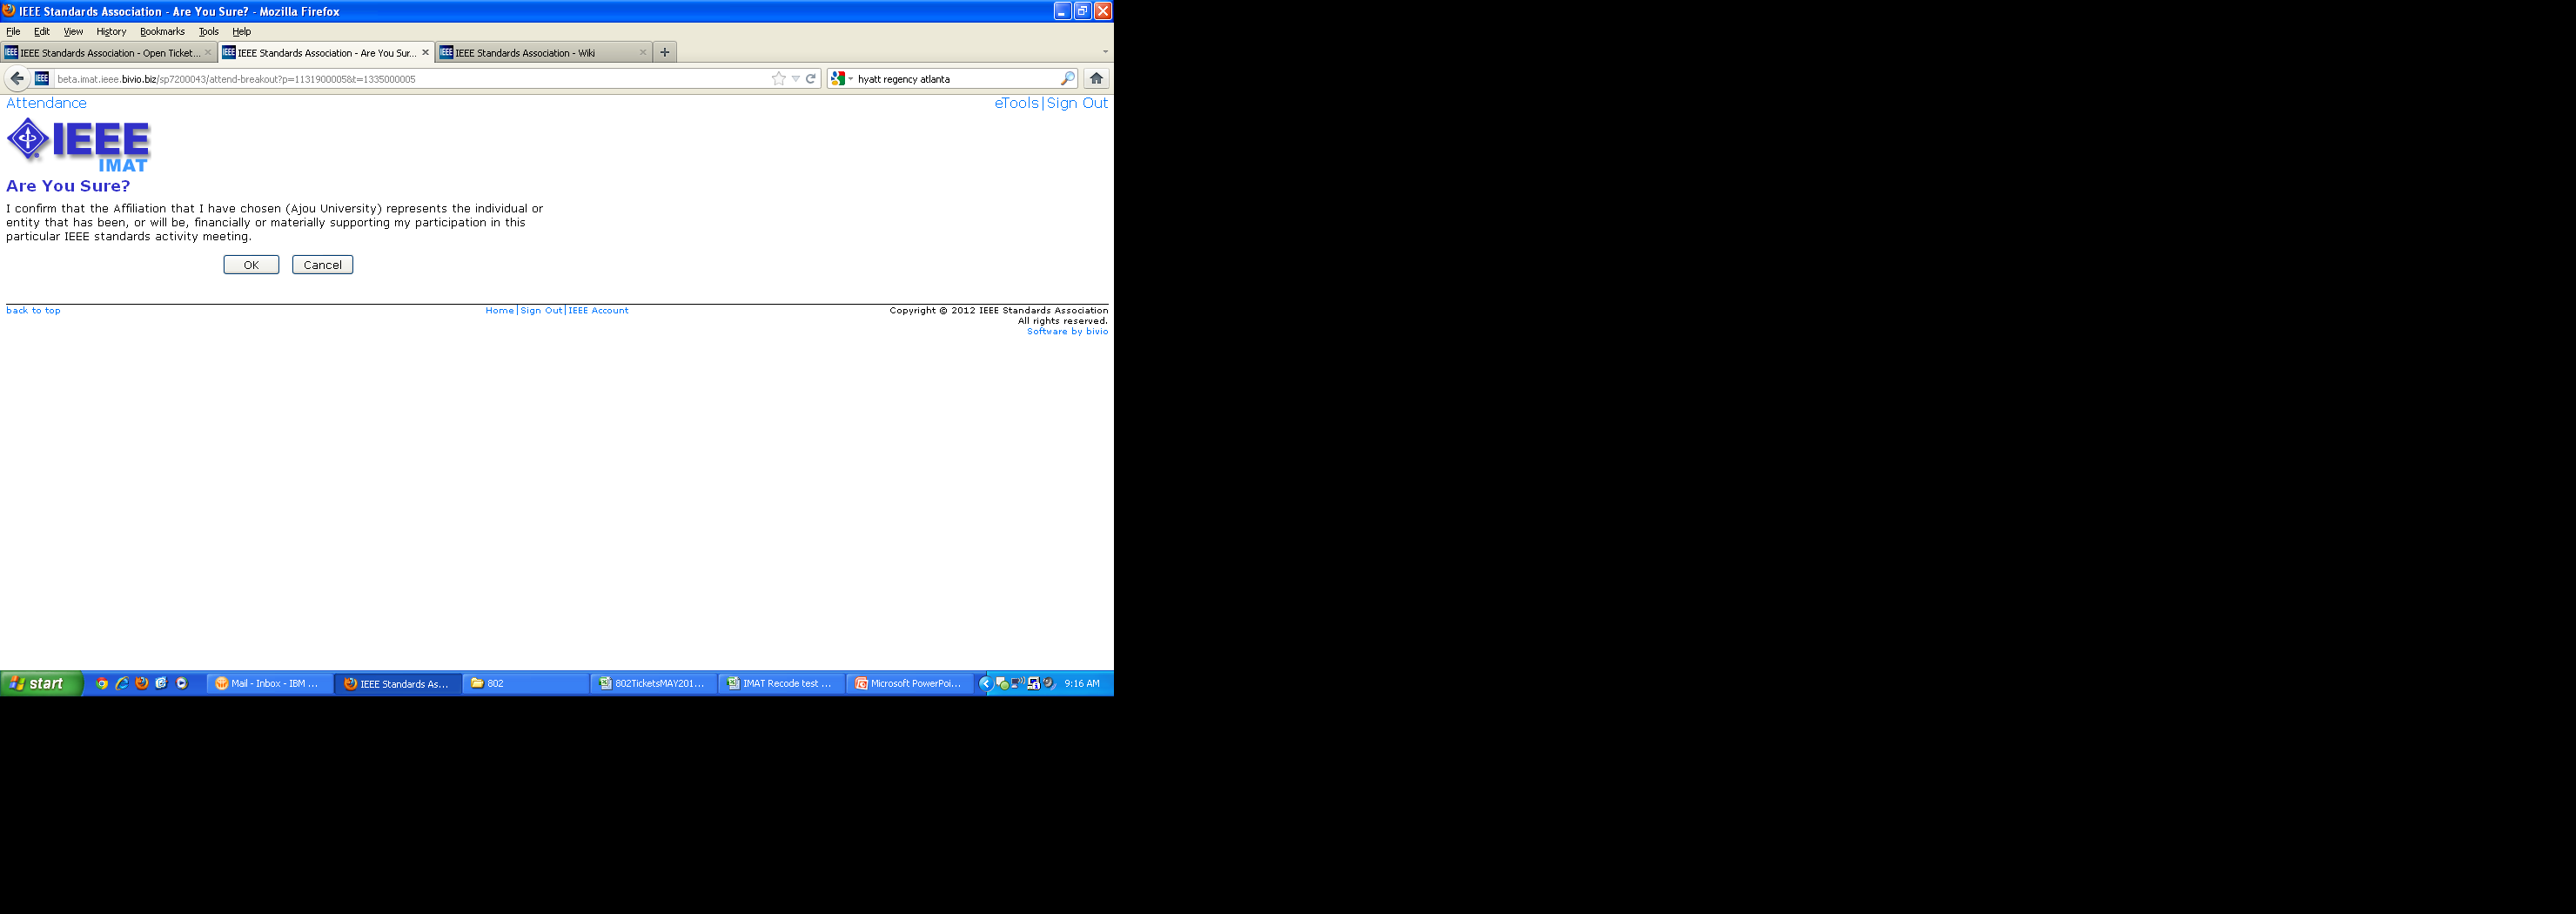 IEEE Standards Association - Are You Sure? - Mozilla Firefox
File Edit View History Bookmarks Tools Help
IEEE Standards Association - Open Ticket... IEEE Standards Association - Are You Sur... IEEE Standards Association - Wiki
beta.imat.ieee.bivio.biz/sp7200043/attend-breakout?p=1131900005&t=1335000005 hyatt regency atlanta
Attendance eTools|Sign Out
IEEE
IMAT
Are You Sure?
I confirm that the Affiliation that I have chosen (Ajou University) represents the individual or
entity that has been, or will be, financially or materially supporting my participation in this
particular IEEE standards activity meeting.
OK Cancel
back to top Home|Sign Out|IEEE Account Copyright © 2012 IEEE Standards Association
All rights reserved.
Software by bivio
start Mail - Inbox - IBM ... IEEE Standards As... 802 802TicketsMAY201... IMAT Recode test ... Microsoft PowerPoi... 9:16 AM